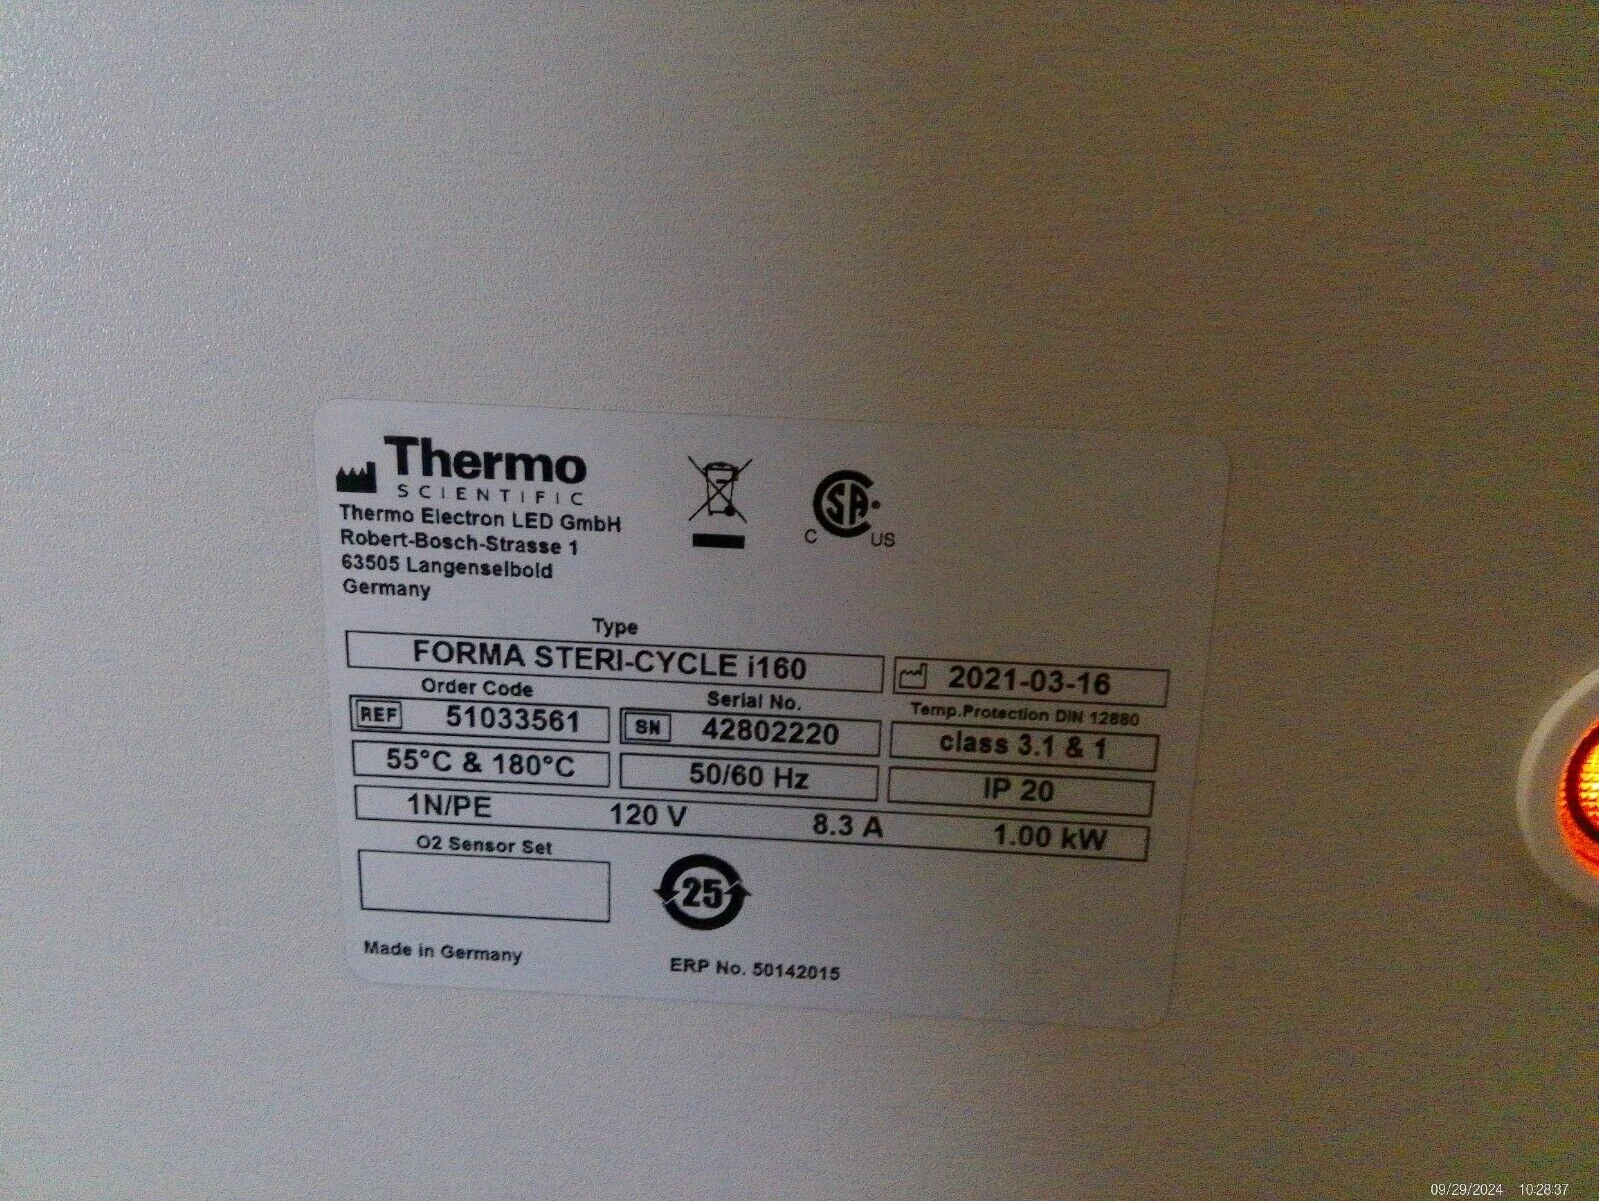 Thermo
SCIENTIFIC
Thermo Electron LED GmbH
Robert-Bosch-Strasse 1
63505 Langenselbold
Germany
C SA US
Type
FORMA STERI-CYCLE i160
2021-03-16
Order Code
Serial No.
Temp.Protection DIN 12880
REF 51033561
SN 42802220
class 3.1 & 1
55°C & 180°C
50/60 Hz
IP 20
1N/PE 120 V 8.3 A 1.00 kW
O2 Sensor Set
25
Made in Germany
ERP No. 50142015
09/29/2024 10:28:37